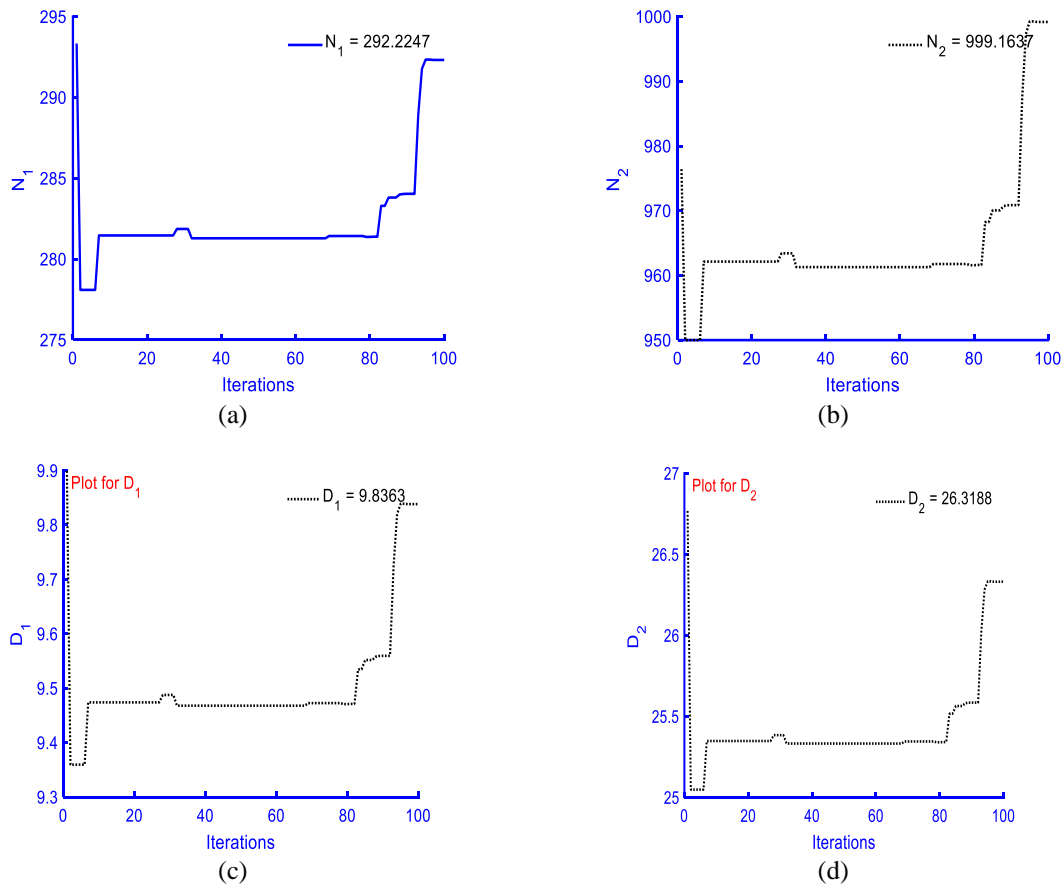 295
290
285
280
275
N1
0 20 40 60 80 100
Iterations
N1 = 292.2247
(a)
1000
990
980
970
960
950
N2
0 20 40 60 80 100
Iterations
N2 = 999.1637
(b)
9.9
9.8
9.7
9.6
9.5
9.4
9.3
D1
Plot for D1
D1 = 9.8363
0 20 40 60 80 100
Iterations
(c)
27
26.5
26
25.5
25
D2
Plot for D2
D2 = 26.3188
0 20 40 60 80 100
Iterations
(d)